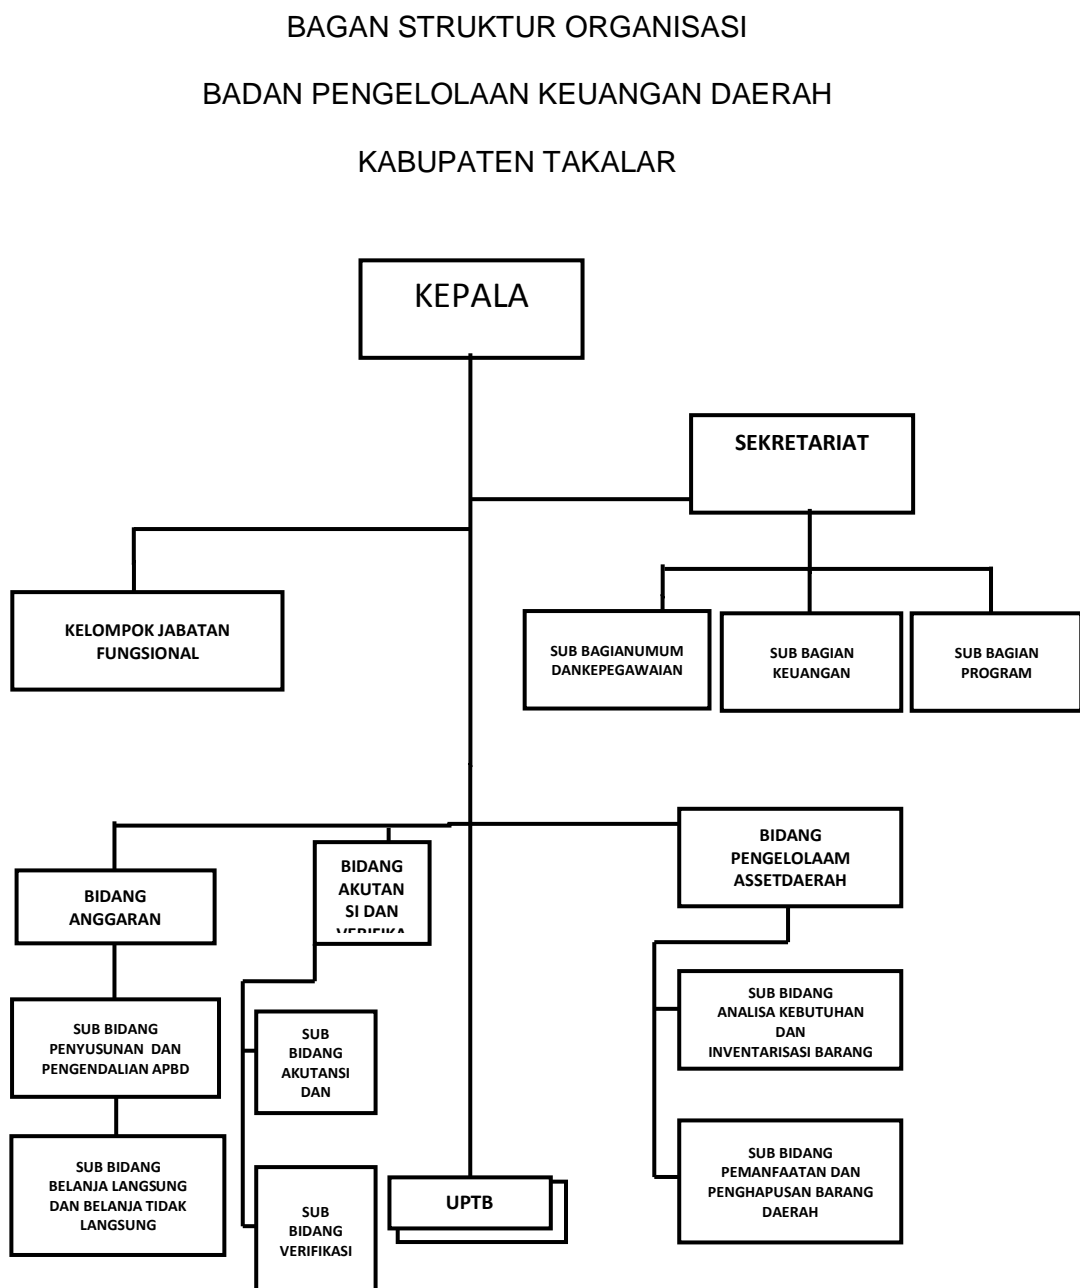 BAGAN STRUKTUR ORGANISASI
BADAN PENGELOLAAN KEUANGAN DAERAH
KABUPATEN TAKALAR
KEPALA
SEKRETARIAT
KELOMPOK JABATAN
FUNGSIONAL
SUB BAGIANUMUM
DANKEPEGAWAIAN
SUB BAGIAN
KEUANGAN
SUB BAGIAN
PROGRAM
BIDANG
ANGGARAN
BIDANG
AKUTAN
SI DAN
VERIFIKA
BIDANG
PENGELOLAAM
ASSETDAERAH
SUB BIDANG
PENYUSUNAN DAN
PENGENDALIAN APBD
SUB
BIDANG
AKUTANSI
DAN
SUB BIDANG
ANALISA KEBUTUHAN
DAN
INVENTARISASI BARANG
SUB BIDANG
BELANJA LANGSUNG
DAN BELANJA TIDAK
LANGSUNG
SUB
BIDANG
VERIFIKASI
UPTB
SUB BIDANG
PEMANFAATAN DAN
PENGHAPUSAN BARANG
DAERAH